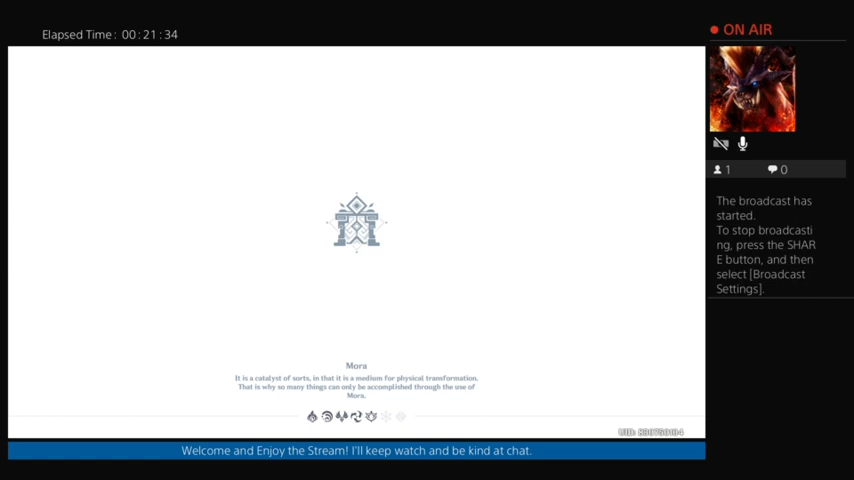 Elapsed Time: 00:21:34
ON AIR
1
0
The broadcast has
started.
To stop broadcasti
ng, press the SHAR
E button, and then
select [Broadcast
Settings].
Mora
It is a catalyst of sorts, in that it is a medium for physical transformation.
That is why so many things can only be accomplished through the use of
Mora.
Welcome and Enjoy the Stream! I'll keep watch and be kind at chat.